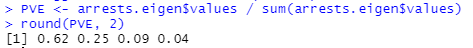 > PVE <- arrests.eigen$values / sum(arrests.eigen$values)
> round(PVE, 2)
[1] 0.62 0.25 0.09 0.04